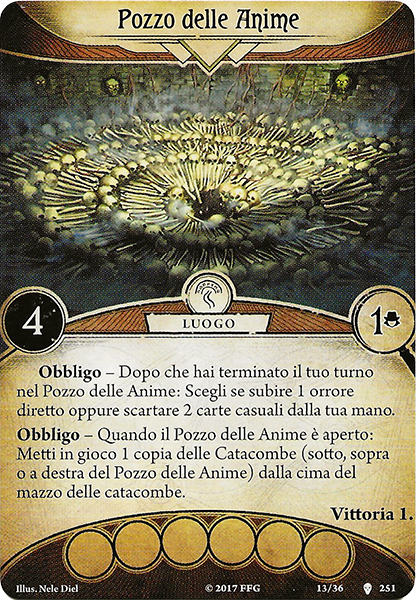 Pozzo delle Anime
4
LUOGO
1
Obbligo – Dopo che hai terminato il tuo turno
nel Pozzo delle Anime: Scegli se subire 1 orrore
diretto oppure scartare 2 carte casuali dalla tua mano.
Obbligo – Quando il Pozzo delle Anime è aperto:
Metti in gioco 1 copia delle Catacombe (sotto, sopra
o a destra del Pozzo delle Anime) dalla cima del
mazzo delle catacombe.
Vittoria 1.
Illus. Nele Diel © 2017 FFG 13/36 251